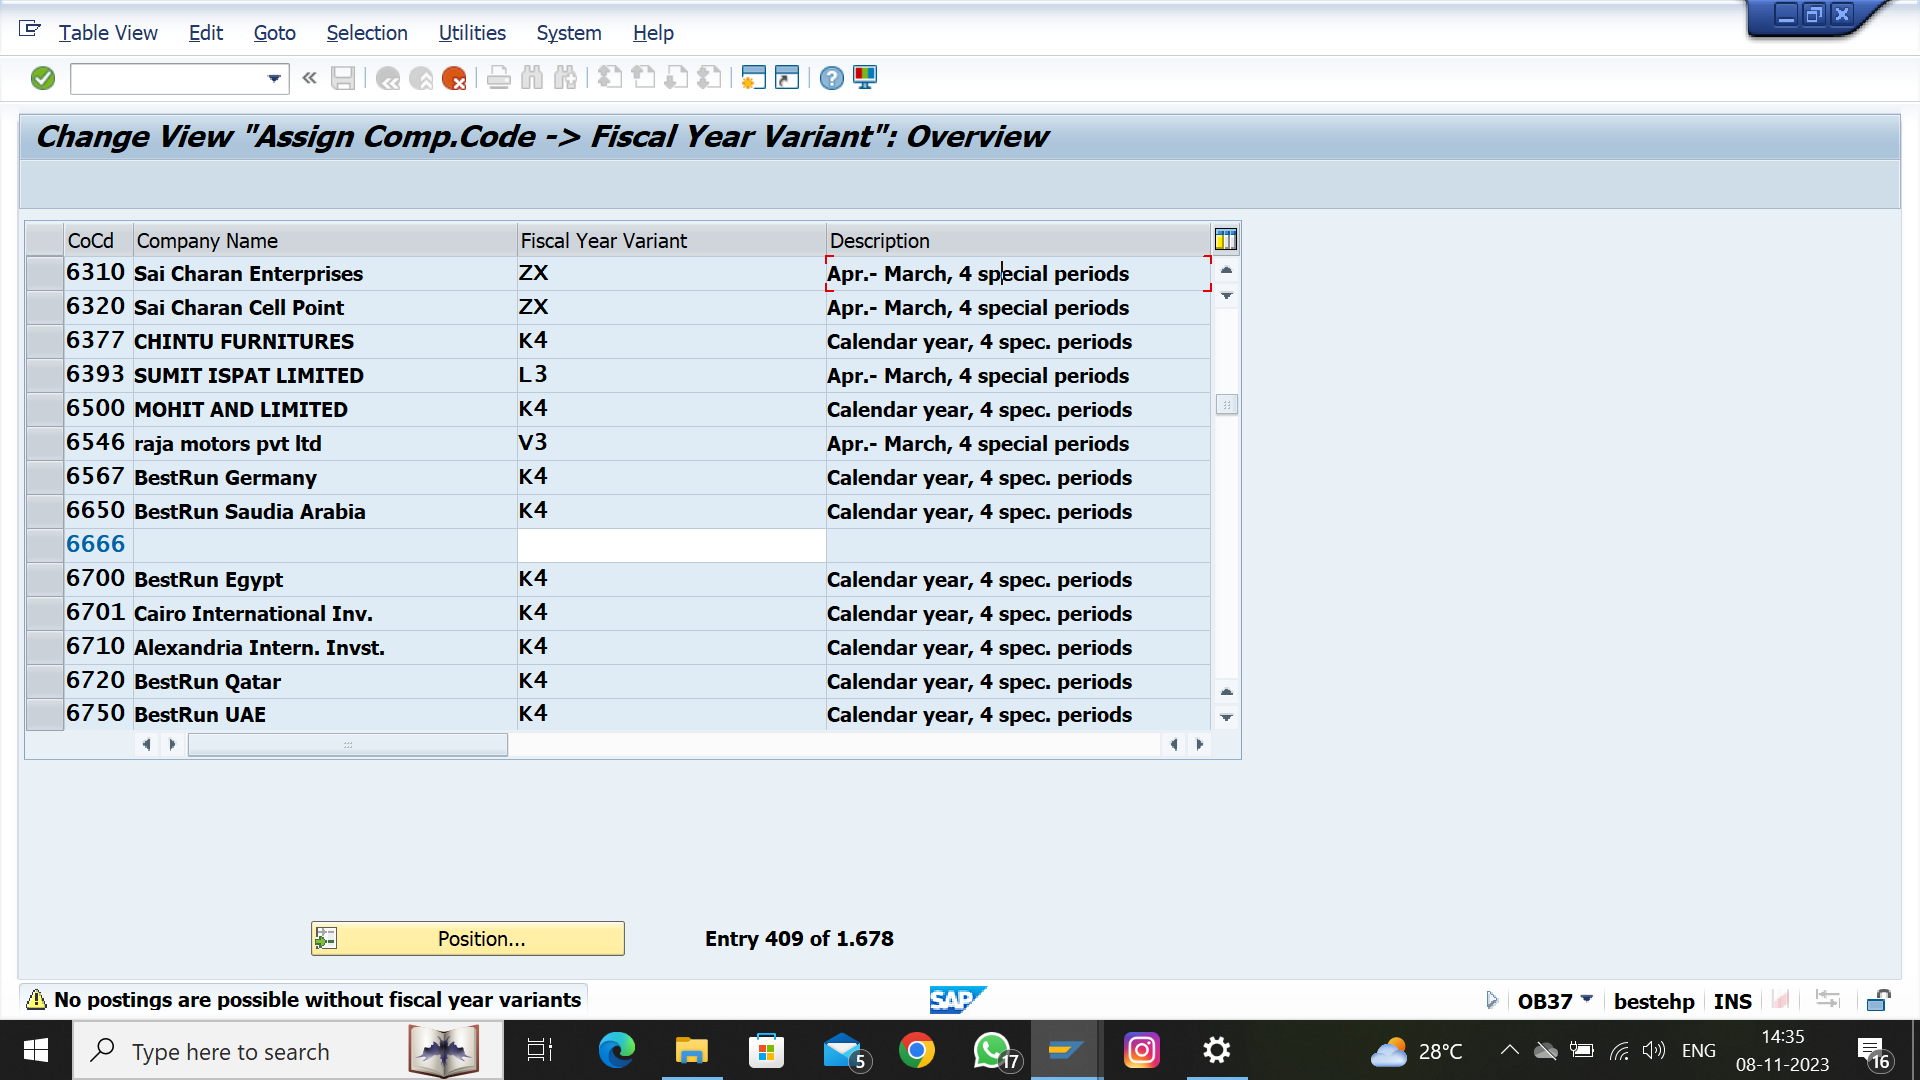 Table View Edit Goto Selection Utilities System Help
Change View "Assign Comp.Code -> Fiscal Year Variant": Overview
CoCd Company Name Fiscal Year Variant Description
6310 Sai Charan Enterprises ZX Apr.- March, 4 special periods
6320 Sai Charan Cell Point ZX Apr.- March, 4 special periods
6377 CHINTU FURNITURES K4 Calendar year, 4 spec. periods
6393 SUMIT ISPAT LIMITED L3 Apr.- March, 4 special periods
6500 MOHIT AND LIMITED K4 Calendar year, 4 spec. periods
6546 raja motors pvt ltd V3 Apr.- March, 4 special periods
6567 BestRun Germany K4 Calendar year, 4 spec. periods
6650 BestRun Saudia Arabia K4 Calendar year, 4 spec. periods
6666
6700 BestRun Egypt K4 Calendar year, 4 spec. periods
6701 Cairo International Inv. K4 Calendar year, 4 spec. periods
6710 Alexandria Intern. Invst. K4 Calendar year, 4 spec. periods
6720 BestRun Qatar K4 Calendar year, 4 spec. periods
6750 BestRun UAE K4 Calendar year, 4 spec. periods
Position... Entry 409 of 1.678
No postings are possible without fiscal year variants SAP OB37 bestehp INS
Type here to search 5 17 28°C ENG 14:35
08-11-2023 16